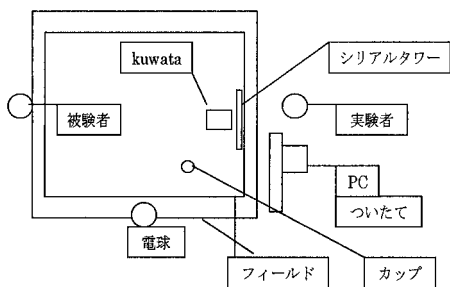 kuwata
シリアルタワー
被験者
実験者
PC
ついたて
電球
フィールド
カップ